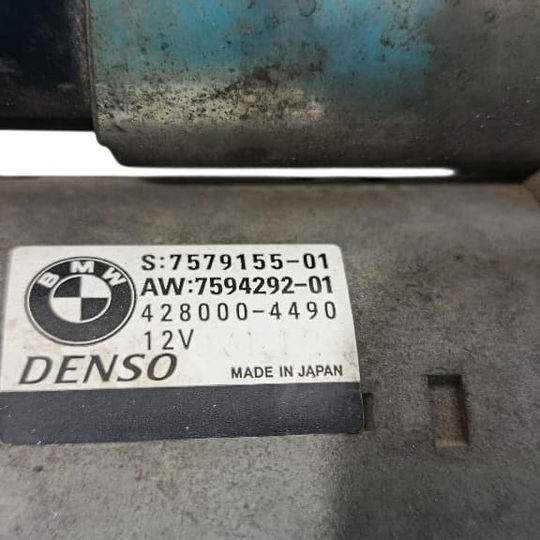 BMW
S:7579155-01
AW:7594292-01
428000-4490
12V
DENSO
MADE IN JAPAN